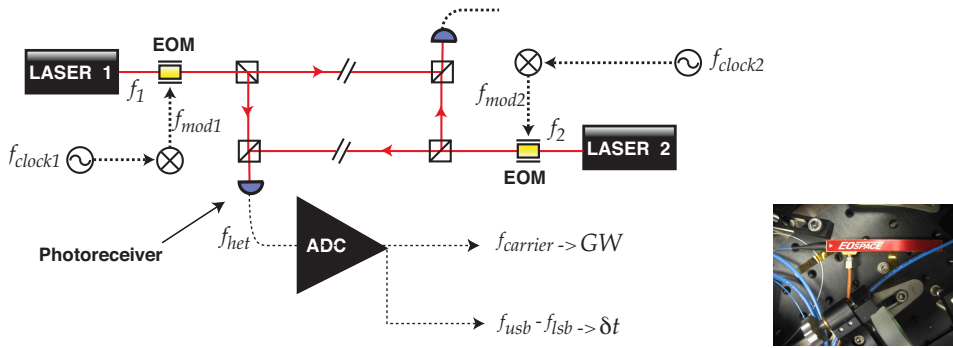 EOM
LASER 1
f1
fmod1
fclock1
fmod2
fclock2
f2
LASER 2
EOM
Photoreceiver
fhet
ADC
fcarrier -> GW
fusb - flsb -> δt
EOSPACE